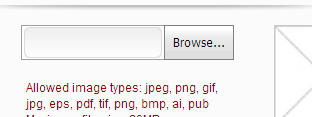 Browse...
Allowed image types: jpeg, png, gif,
jpg, eps, pdf, tif, png, bmp, ai, pub